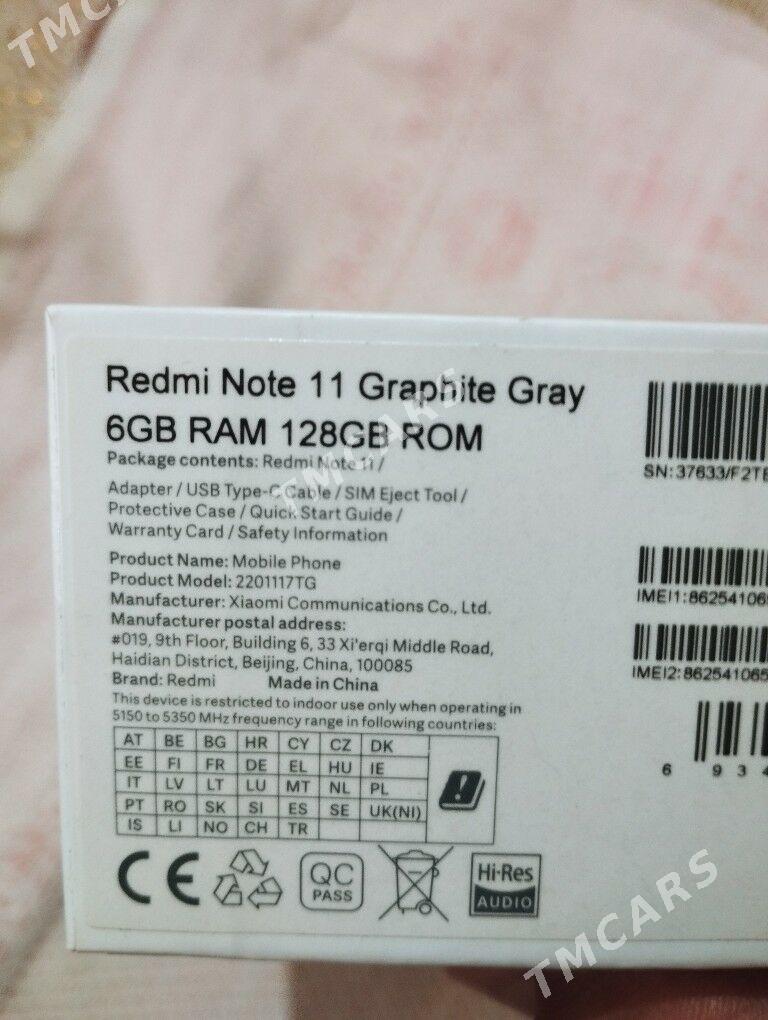 TMCARS
Redmi Note 11 Graphite Gray
6GB RAM 128GB ROM
Package contents: Redmi Note 11 /
Adapter / USB Type-C Cable / SIM Eject Tool /
Protective Case / Quick Start Guide /
Warranty Card / Safety Information
Product Name: Mobile Phone
Product Model: 2201117TG
Manufacturer: Xiaomi Communications Co., Ltd.
Manufacturer postal address:
#019, 9th Floor, Building 6, 33 Xi'erqi Middle Road,
Haidian District, Beijing, China, 100085
Brand: Redmi Made in China
This device is restricted to indoor use only when operating in
5150 to 5350 MHz frequency range in following countries:
AT BE BG HR CY CZ DK
EE FI FR DE EL HU IE
IT LV LT LU MT NL PL
PT RO SK SI ES SE UK(NI)
IS LI NO CH TR
CE
QC
PASS
Hi-Res
AUDIO
SN:37633/F2TE
IMEI1:862541065
IMEI2:862541065
6 934
TMCARS
TMCARS